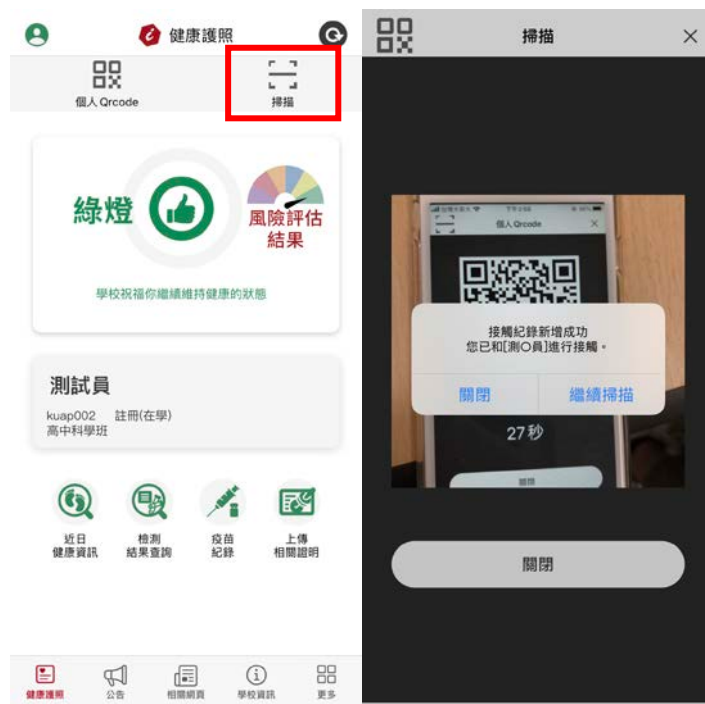 健康護照
個人 Qrcode
掃描
綠燈
風險評估
結果
學校祝福你繼續維持健康的狀態
測試員
kuap002 註冊(在學)
高中科學班
近日
健康資訊
檢測
結果查詢
疫苗
紀錄
上傳
相關證明
健康護照
公告
相關網頁
學校資訊
更多
掃描
個人 Qrcode
接觸紀錄新增成功
您已和[測○員]進行接觸。
關閉
繼續掃描
27秒
關閉
關閉